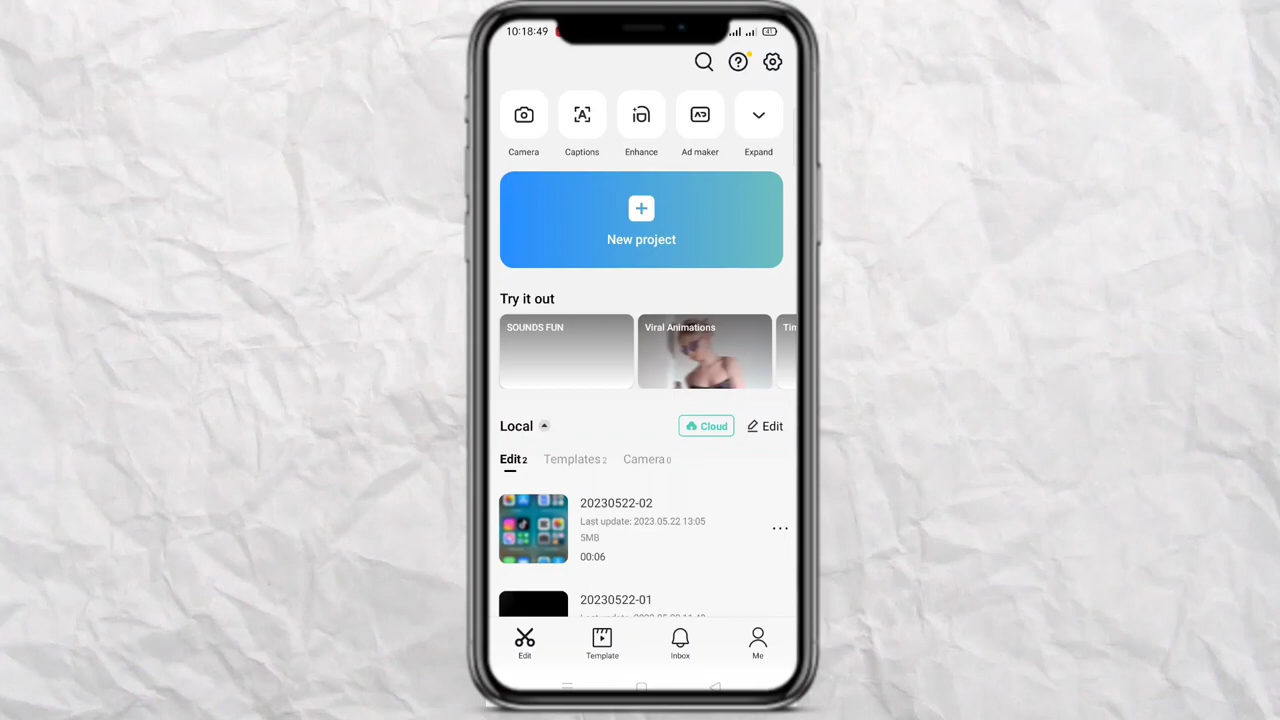 10:18:49
41
Camera
Captions
Enhance
Ad maker
Expand
New project
Try it out
SOUNDS FUN
Viral Animations
Local
Cloud
Edit
Edit 2
Templates 2
Camera 0
20230522-02
Last update: 2023.05.22 13:05
5MB
00:06
20230522-01
Edit
Template
Inbox
Me